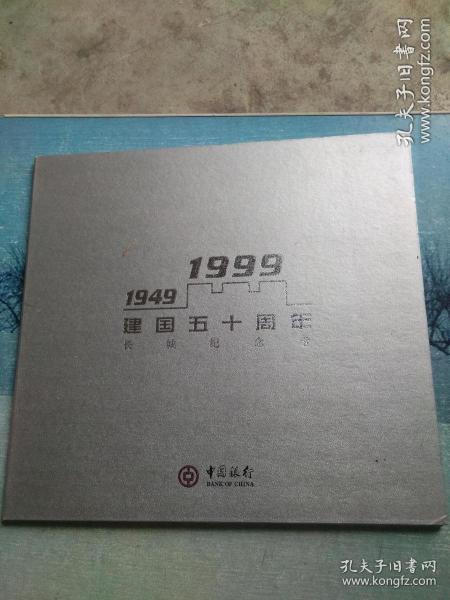 1999
1949
建国五十周年
长城纪念卡
中国银行
BANK OF CHINA
孔夫子旧书网
www.kongfz.com
孔夫子旧书网
www.kongfz.com